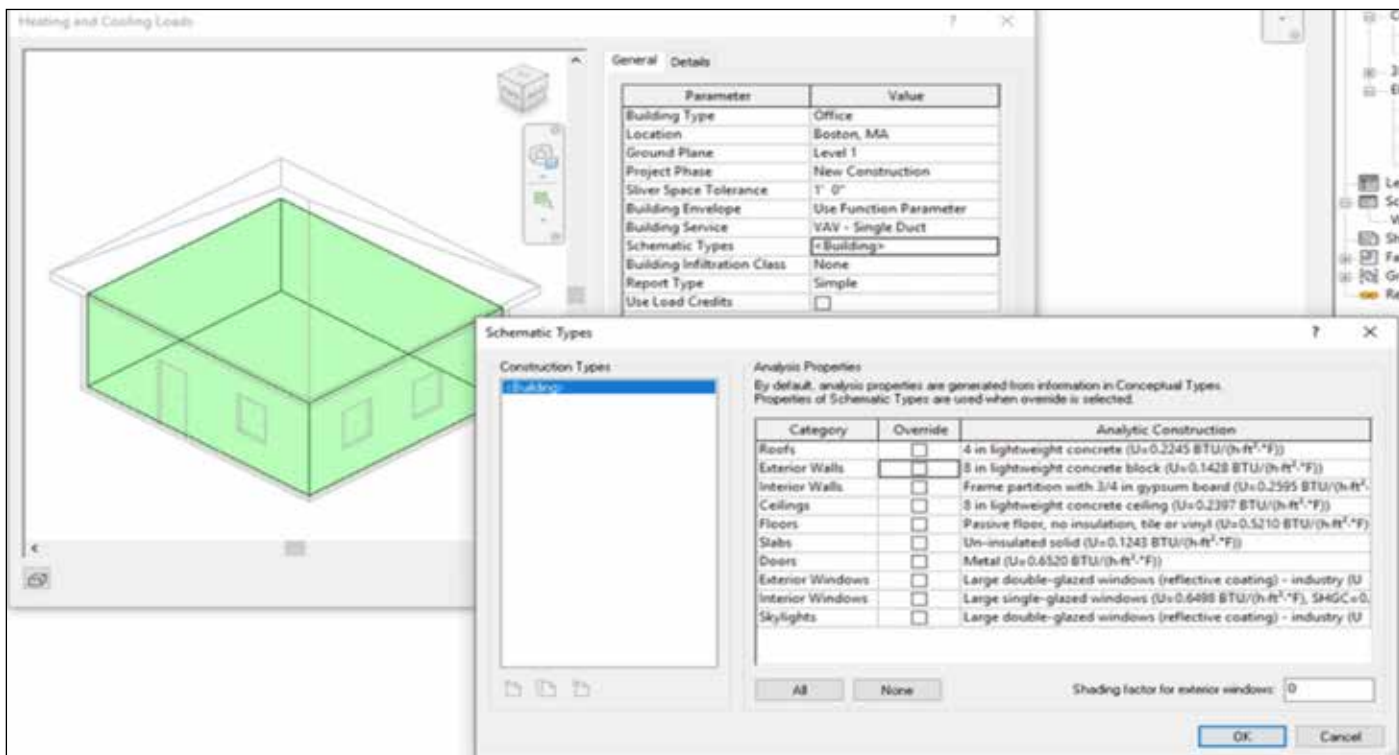 Heating and Cooling Loads ? ×
General Details
Parameter Value
Building Type Office
Location Boston, MA
Ground Plane Level 1
Project Phase New Construction
Sliver Space Tolerance 1' 0"
Building Envelope Use Function Parameter
Building Service VAV - Single Duct
Schematic Types <Building>
Building Infiltration Class None
Report Type Simple
Use Load Credits
Schematic Types ? ×
Construction Types
<Building>
Analysis Properties
By default, analysis properties are generated from information in Conceptual Types.
Properties of Schematic Types are used when override is selected.
Category Override Analytic Construction
Roofs 4 in lightweight concrete (U=0.2245 BTU/(h·ft²·°F))
Exterior Walls 8 in lightweight concrete block (U=0.1428 BTU/(h·ft²·°F))
Interior Walls Frame partition with 3/4 in gypsum board (U=0.2595 BTU/(h·ft²·
Ceilings 8 in lightweight concrete ceiling (U=0.2397 BTU/(h·ft²·°F))
Floors Passive floor, no insulation, tile or vinyl (U=0.5210 BTU/(h·ft²·°F)
Slabs Un-insulated solid (U=0.1243 BTU/(h·ft²·°F))
Doors Metal (U=0.6520 BTU/(h·ft²·°F))
Exterior Windows Large double-glazed windows (reflective coating) - industry (U
Interior Windows Large single-glazed windows (U=0.6498 BTU/(h·ft²·°F), SHGC=0.
Skylights Large double-glazed windows (reflective coating) - industry (U
All None Shading factor for exterior windows: 0
OK Cancel